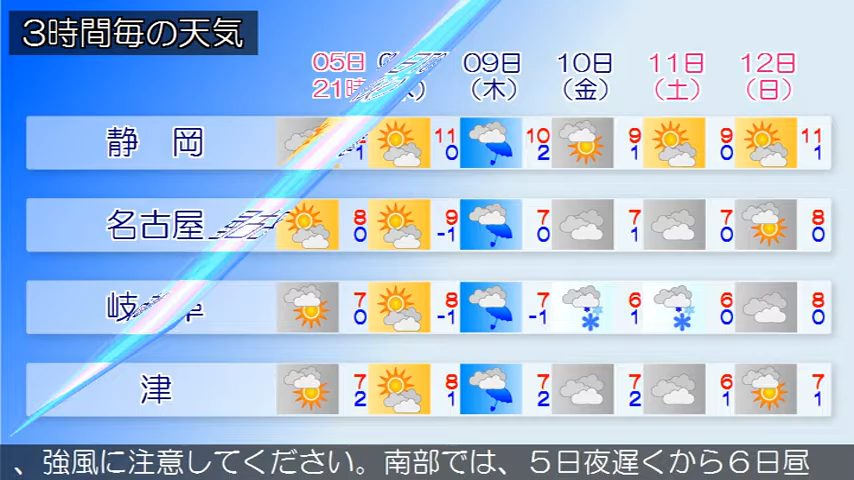 3時間毎の天気
05日 09日 10日 11日 12日
21時 (木) (金) (土) (日)
静岡 1 11 0 10 2 9 1 9 0 11 1
名古屋 8 0 9 -1 7 0 7 1 7 0 8 0
岐 7 0 8 -1 7 -1 6 1 6 0 8 0
津 7 2 8 1 7 2 7 2 6 1 7 1
、強風に注意してください。南部では、5日夜遅くから6日昼